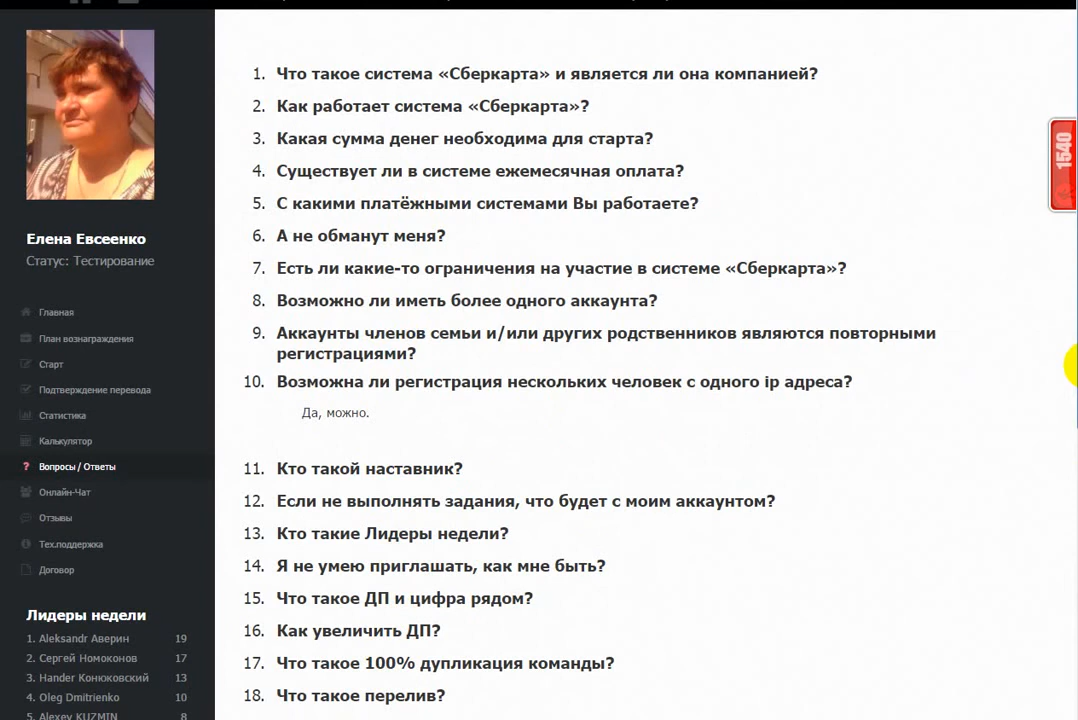 Елена Евсеенко
Статус: Тестирование
Главная
План вознаграждения
Старт
Подтверждение перевода
Статистика
Калькулятор
? Вопросы / Ответы
Онлайн-Чат
Отзывы
Тех.поддержка
Договор
Лидеры недели
1. Aleksandr Аверин 19
2. Сергей Номоконов 17
3. Hander Конюковский 13
4. Oleg Dmitrienko 10
5. Alexey KUZMIN 8
1. Что такое система «Сберкарта» и является ли она компанией?
2. Как работает система «Сберкарта»?
3. Какая сумма денег необходима для старта?
4. Существует ли в системе ежемесячная оплата?
5. С какими платёжными системами Вы работаете?
6. А не обманут меня?
7. Есть ли какие-то ограничения на участие в системе «Сберкарта»?
8. Возможно ли иметь более одного аккаунта?
9. Аккаунты членов семьи и/или других родственников являются повторными
регистрациями?
10. Возможна ли регистрация нескольких человек с одного ip адреса?
Да, можно.
11. Кто такой наставник?
12. Если не выполнять задания, что будет с моим аккаунтом?
13. Кто такие Лидеры недели?
14. Я не умею приглашать, как мне быть?
15. Что такое ДП и цифра рядом?
16. Как увеличить ДП?
17. Что такое 100% дупликация команды?
18. Что такое перелив?
1540